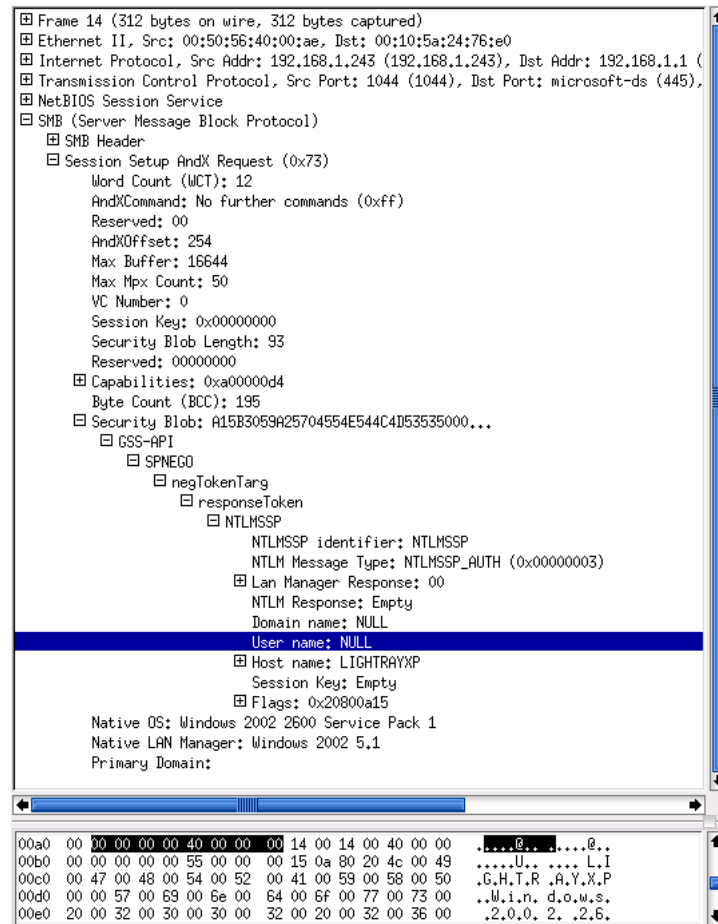 Frame 14 (312 bytes on wire, 312 bytes captured)
Ethernet II, Src: 00:50:56:40:00:ae, Dst: 00:10:5a:24:76:e0
Internet Protocol, Src Addr: 192.168.1.243 (192.168.1.243), Dst Addr: 192.168.1.1 (
Transmission Control Protocol, Src Port: 1044 (1044), Dst Port: microsoft-ds (445),
NetBIOS Session Service
SMB (Server Message Block Protocol)
SMB Header
Session Setup AndX Request (0x73)
Word Count (WCT): 12
AndXCommand: No further commands (0xff)
Reserved: 00
AndXOffset: 254
Max Buffer: 16644
Max Mpx Count: 50
VC Number: 0
Session Key: 0x00000000
Security Blob Length: 93
Reserved: 00000000
Capabilities: 0xa00000d4
Byte Count (BCC): 195
Security Blob: A15B3059A25704554E544C4D53535000...
GSS-API
SPNEGO
negTokenTarg
responseToken
NTLMSSP
NTLMSSP identifier: NTLMSSP
NTLM Message Type: NTLMSSP_AUTH (0x00000003)
Lan Manager Response: 00
NTLM Response: Empty
Domain name: NULL
User name: NULL
Host name: LIGHTRAYXP
Session Key: Empty
Flags: 0x20800a15
Native OS: Windows 2002 2600 Service Pack 1
Native LAN Manager: Windows 2002 5.1
Primary Domain:
00a0 00 00 00 00 00 40 00 00 00 14 00 14 00 40 00 00 .....@.. .....@..
00b0 00 00 00 00 00 55 00 00 00 15 0a 80 20 4c 00 49 .....U.. .... L.I
00c0 00 47 00 48 00 54 00 52 00 41 00 59 00 58 00 50 .G.H.T.R .A.Y.X.P
00d0 00 00 57 00 69 00 6e 00 64 00 6f 00 77 00 73 00 ..W.i.n. d.o.w.s.
00e0 20 00 32 00 30 00 30 00 32 00 20 00 32 00 36 00 .2.0.0. 2. .2.6.